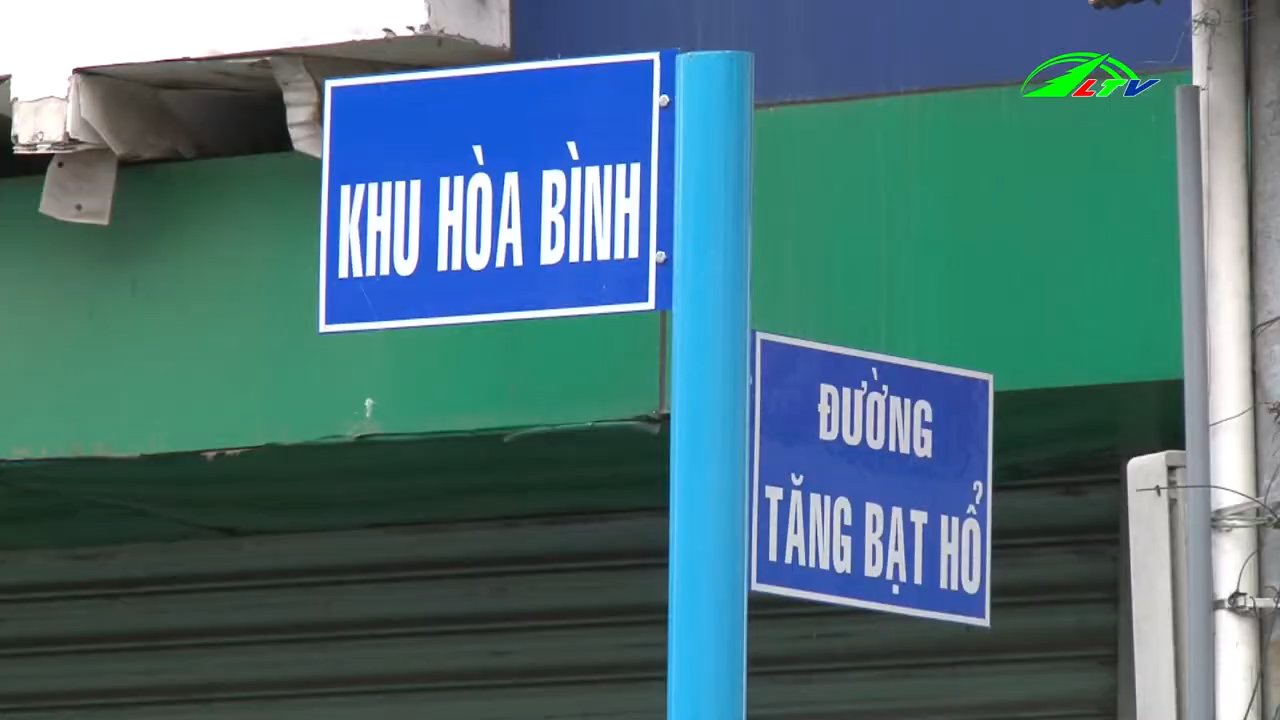 LTV
KHU HÒA BÌNH
ĐƯỜNG
TĂNG BẠT HỔ